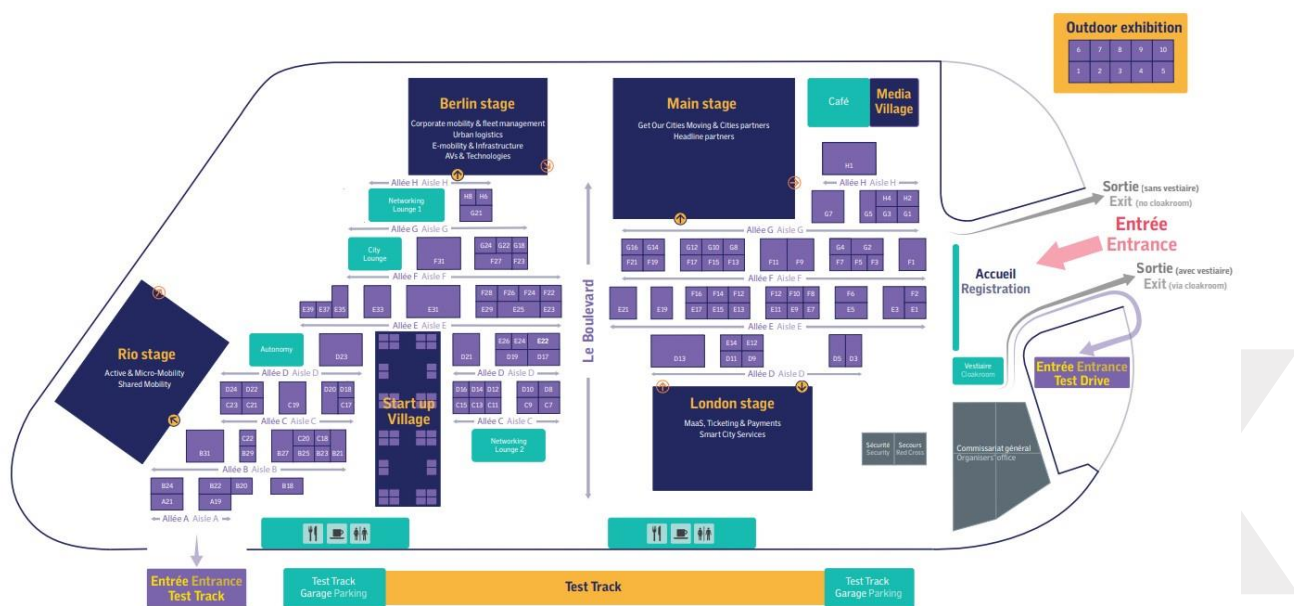 Outdoor exhibition
6 7 8 9 10
1 2 3 4 5
Berlin stage
Corporate mobility & fleet management
Urban logistics
E-mobility & Infrastructure
AVs & Technologies
Main stage
Get Our Cities Moving & Cities partners
Headline partners
Café
Media
Village
H1
Allée H Aisle H
Allée H Aisle H
Networking
Lounge 1
H8 H6
G21
G7
H4 H2
G5 G3 G1
Allée G Aisle G
Allée G Aisle G
City
Lounge
F31
G24 G22 G18
F27 F23
G16 G14
F21 F19
G12 G10 G8
F17 F15 F13
F11 F9
G4 G2
F7 F5 F3
F1
Allée F Aisle F
Allée F Aisle F
E39 E37 E35
E33
E31
F28 F26 F24 F22
E29 E25 E23
E21
E19
F16 F14 F12
E17 E15 E13
F12 F10 F8
E11 E9 E7
F6
E5
F2
E3 E1
Allée E Aisle E
Allée E Aisle E
Le Boulevard
Sortie (sans vestiaire)
Exit (no cloakroom)
Entrée
Entrance
Accueil
Registration
Sortie (avec vestiaire)
Exit (via cloakroom)
Rio stage
Active & Micro-Mobility
Shared Mobility
Autonomy
D23
D21
E26 E24 E22
D19 D17
D13
E14 E12
D11 D9
D5 D3
Allée D Aisle D
Allée D Aisle D
Allée D Aisle D
Vestiaire
Cloakroom
Entrée Entrance
Test Drive
D24 D22
C23 C21
C19
D20 D18
C17
Start up
Village
D16 D14 D12
C15 C13 C11
D10 D8
C9 C7
London stage
MaaS, Ticketing & Payments
Smart City Services
Allée C Aisle C
Allée C Aisle C
B31
C22
B29
C20 C18
B27 B25 B23 B21
Networking
Lounge 2
Sécurité
Security
Secours
Red Cross
Commissariat général
Organisers' office
Allée B Aisle B
B24
A21
B22 B20
A19
B18
Allée A Aisle A
Entrée Entrance
Test Track
Test Track
Garage Parking
Test Track
Test Track
Garage Parking